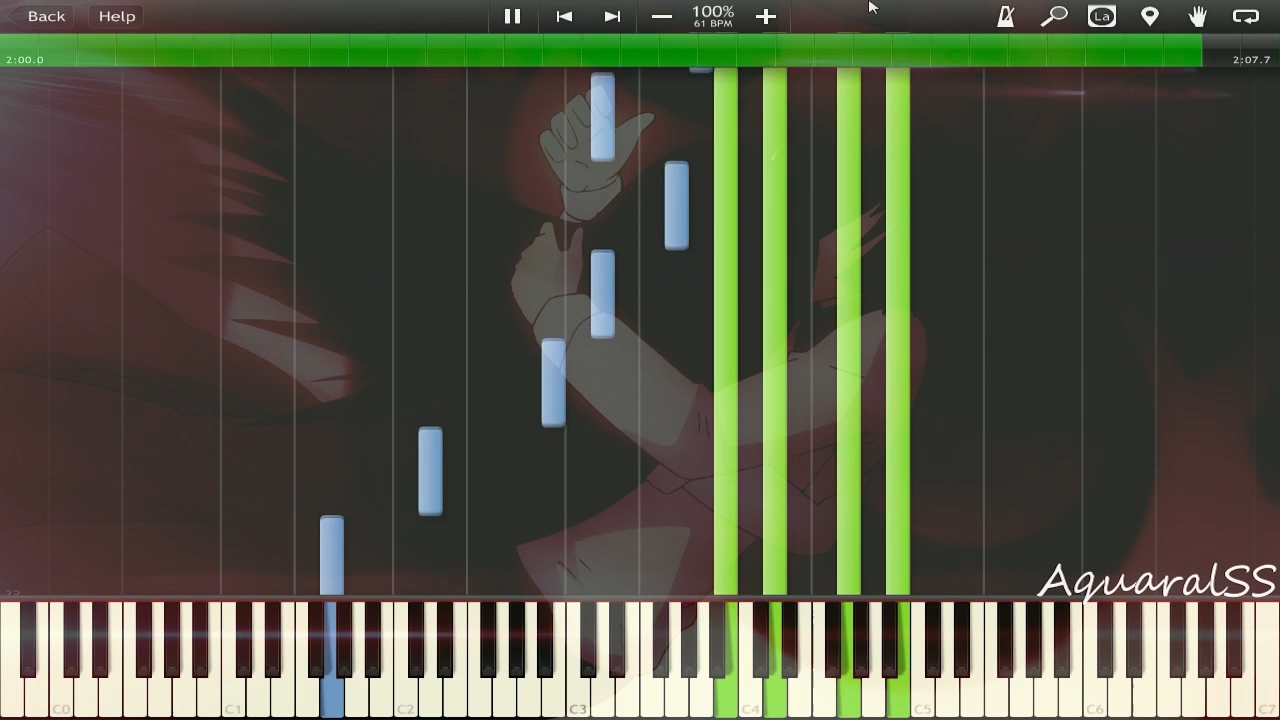 Back
Help
100%
61 BPM
La
2:00.0
2:07.7
AquaralSS
C0
C1
C2
C3
C4
C5
C6
C7